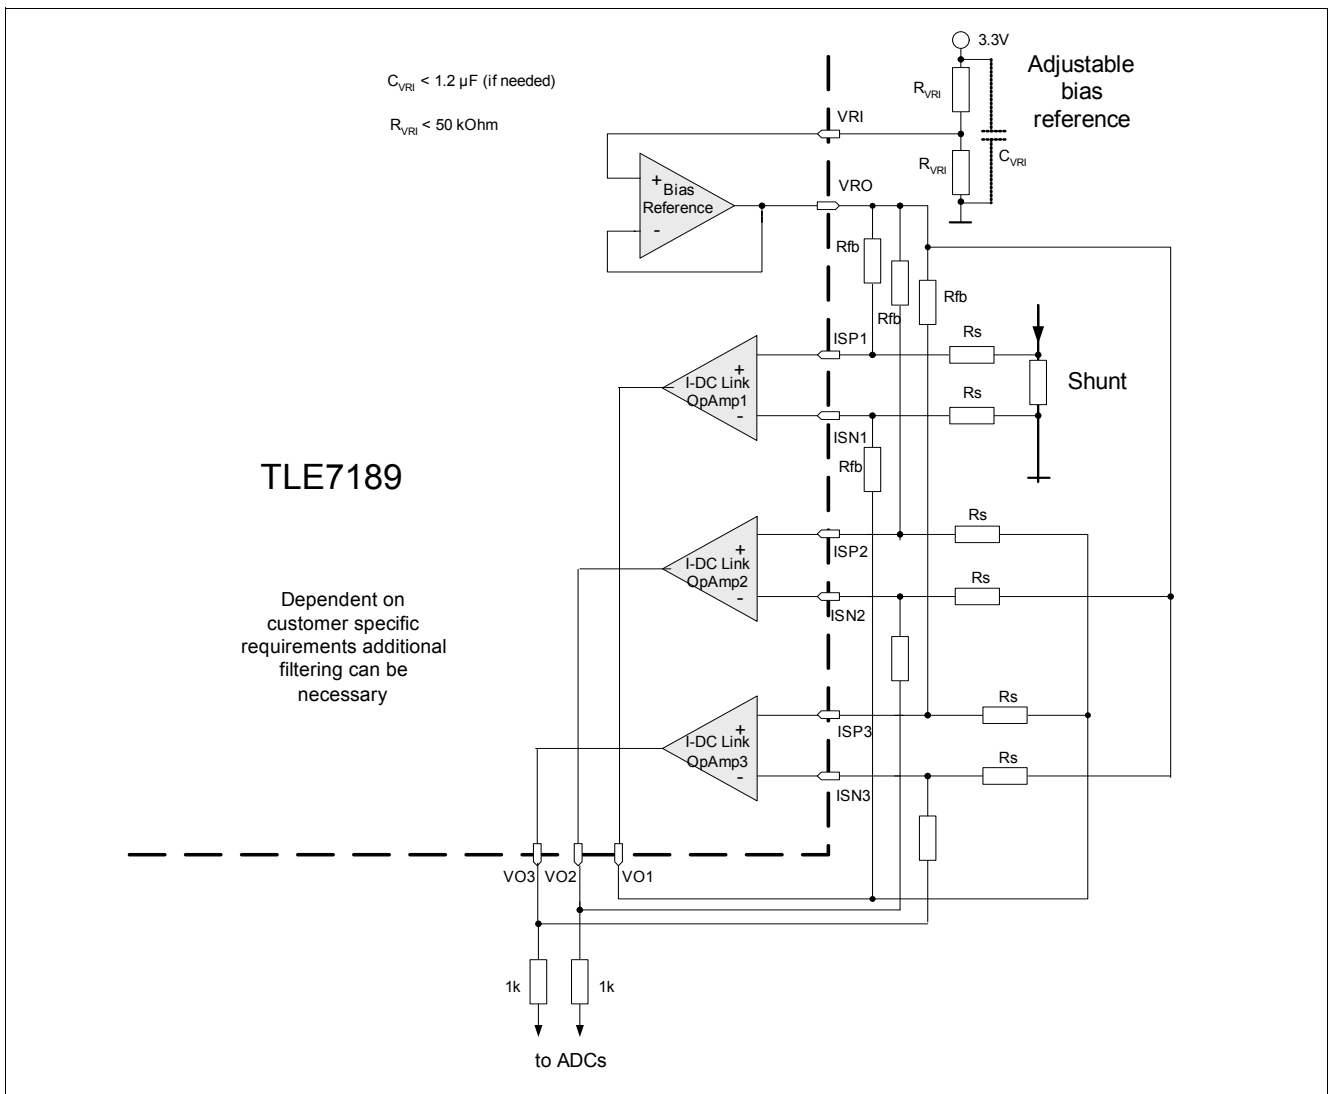 3.3V
Adjustable
bias
reference
C_VRI < 1.2 µF (if needed)
R_VRI < 50 kOhm
R_VRI
VRI
R_VRI
C_VRI
VRO
+
Bias
Reference
-
Rfb
Rfb
Rfb
ISP1
Rs
+
I-DC Link
OpAmp1
-
Rs
Shunt
ISN1
Rfb
TLE7189
Rs
ISP2
+
I-DC Link
OpAmp2
-
Rs
ISN2
Dependent on
customer specific
requirements additional
filtering can be
necessary
Rs
ISP3
+
I-DC Link
OpAmp3
-
Rs
ISN3
VO3
VO2
VO1
1k
1k
to ADCs